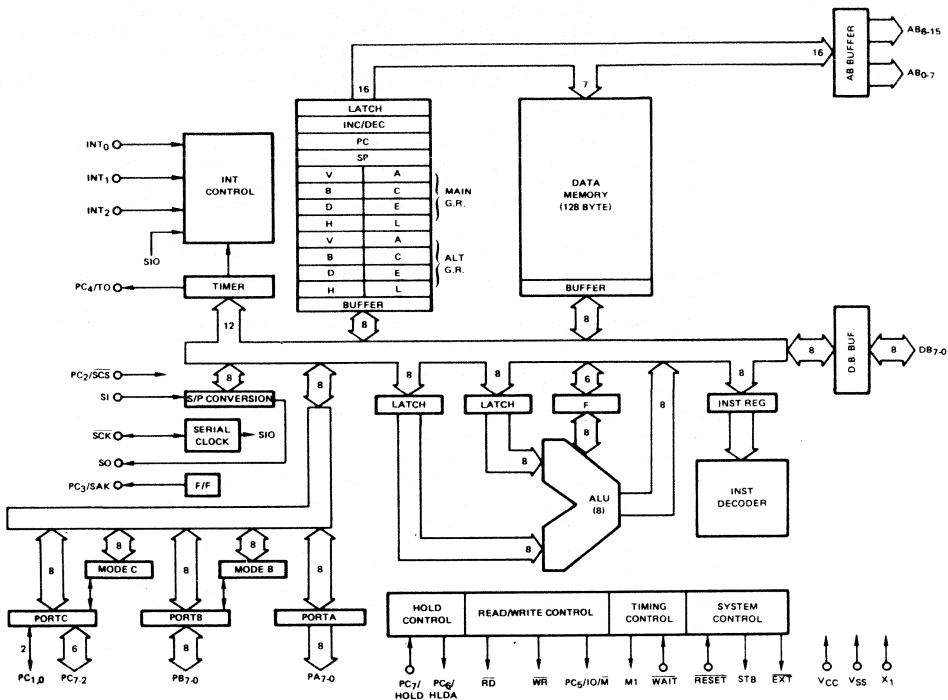 AB6-15
AB BUFFER
AB0-7
16
16
7
LATCH
INC/DEC
PC
SP
V A
B C
D E
H L
V A
B C
D E
H L
BUFFER
MAIN
G.R.
ALT
G.R.
DATA
MEMORY
(128 BYTE)
BUFFER
INT0
INT1
INT2
SIO
INT
CONTROL
PC4/TO
TIMER
12
8
8
8
D.B. BUF.
8
DB7-0
PC2/SCS
SI
8
S/P CONVERSION
SCK
SERIAL
CLOCK
SIO
SO
PC3/SAK
F/F
8
8
LATCH
8
LATCH
6
F
8
8
8
INST REG
8
8
ALU
(8)
INST
DECODER
8
8
MODE C
8
8
MODE B
8
PORTC
PORTB
PORTA
2
6
8
8
PC1,0
PC7-2
PB7-0
PA7-0
HOLD
CONTROL
READ/WRITE CONTROL
TIMING
CONTROL
SYSTEM
CONTROL
PC7/
HOLD
PC6/
HLDA
RD
WR
PC5/IO/M
M1
WAIT
RESET
STB
EXT
VCC
VSS
X1